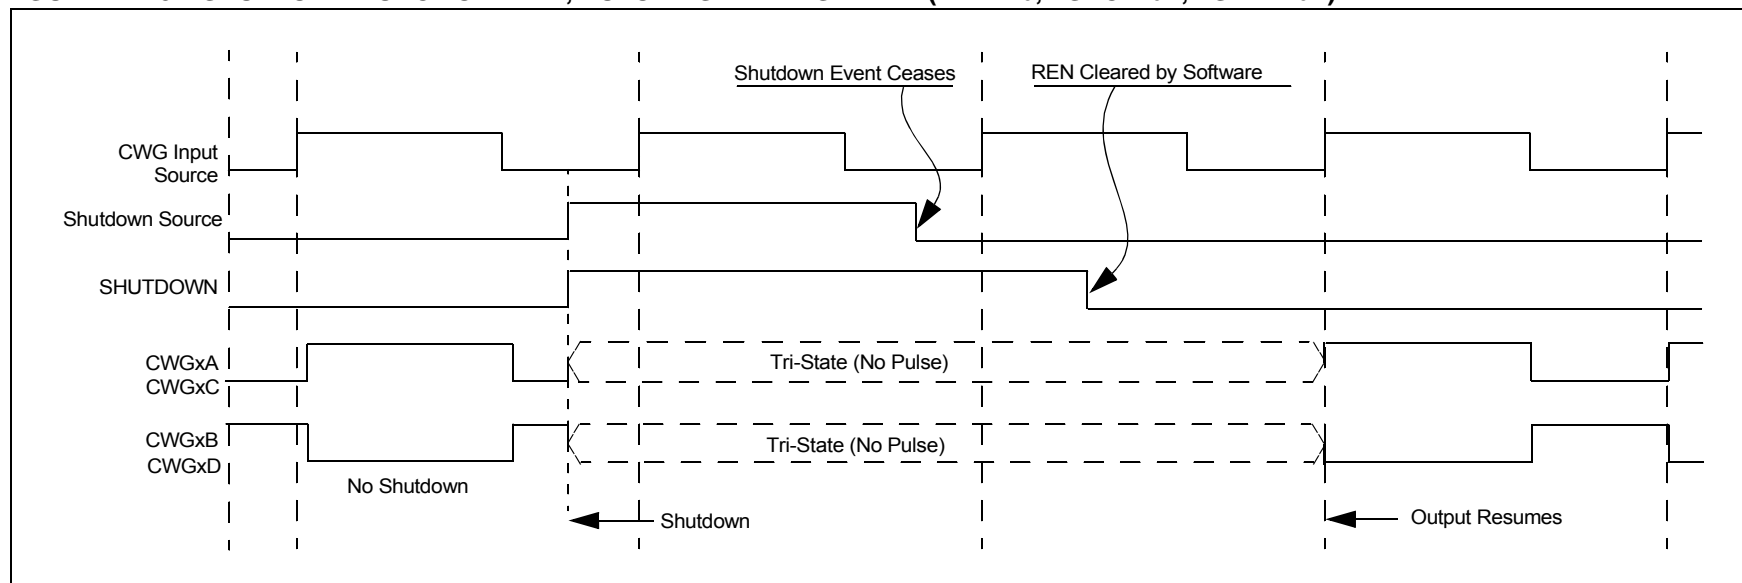 Shutdown Event Ceases
REN Cleared by Software
CWG Input
Source
Shutdown Source
SHUTDOWN
CWGxA
CWGxC
Tri-State (No Pulse)
CWGxB
CWGxD
Tri-State (No Pulse)
No Shutdown
Shutdown
Output Resumes